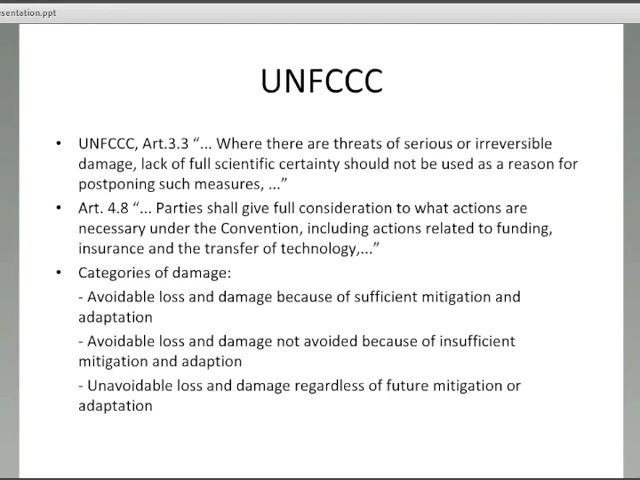 esentation.ppt
UNFCCC
• UNFCCC, Art.3.3 “... Where there are threats of serious or irreversible
damage, lack of full scientific certainty should not be used as a reason for
postponing such measures, ...”
• Art. 4.8 “... Parties shall give full consideration to what actions are
necessary under the Convention, including actions related to funding,
insurance and the transfer of technology,...”
• Categories of damage:
- Avoidable loss and damage because of sufficient mitigation and
adaptation
- Avoidable loss and damage not avoided because of insufficient
mitigation and adaption
- Unavoidable loss and damage regardless of future mitigation or
adaptation